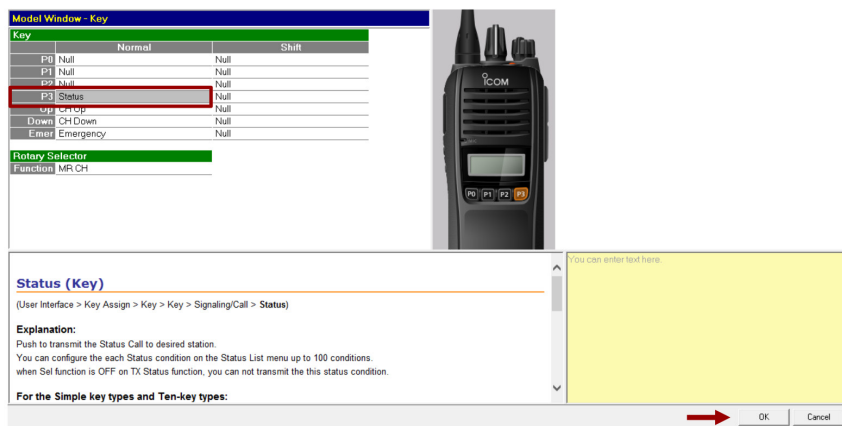 Model Window - Key
Key
Normal Shift
P0 Null Null
P1 Null Null
P2 Null Null
P3 Status Null
Up CH Up Null
Down CH Down Null
Emer Emergency Null
Rotary Selector
Function MR CH
ICOM
P0 P1 P2 P3
Status (Key)
(User Interface > Key Assign > Key > Key > Signaling/Call > Status)
Explanation:
Push to transmit the Status Call to desired station.
You can configure the each Status condition on the Status List menu up to 100 conditions.
when Sel function is OFF on TX Status function, you can not transmit the this status condition.
For the Simple key types and Ten-key types:
You can enter text here.
OK Cancel